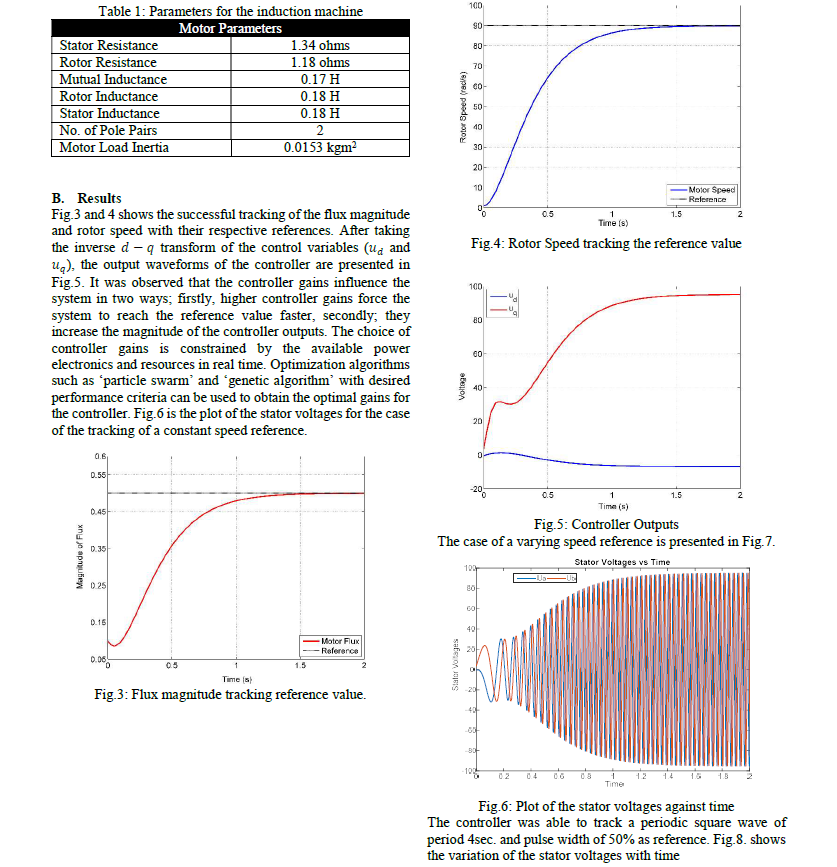 Table 1: Parameters for the induction machine
Motor Parameters
Stator Resistance 1.34 ohms
Rotor Resistance 1.18 ohms
Mutual Inductance 0.17 H
Rotor Inductance 0.18 H
Stator Inductance 0.18 H
No. of Pole Pairs 2
Motor Load Inertia 0.0153 kgm²
B. Results
Fig.3 and 4 shows the successful tracking of the flux magnitude
and rotor speed with their respective references. After taking
the inverse d − q transform of the control variables (u_d and
u_q), the output waveforms of the controller are presented in
Fig.5. It was observed that the controller gains influence the
system in two ways; firstly, higher controller gains force the
system to reach the reference value faster, secondly; they
increase the magnitude of the controller outputs. The choice of
controller gains is constrained by the available power
electronics and resources in real time. Optimization algorithms
such as ‘particle swarm’ and ‘genetic algorithm’ with desired
performance criteria can be used to obtain the optimal gains for
the controller. Fig.6 is the plot of the stator voltages for the case
of the tracking of a constant speed reference.
0.6
0.55
0.45
0.35
0.25
0.15
0.05
Magnitude of Flux
Motor Flux
Reference
0 0.5 1 1.5 2
Time (s)
Fig.3: Flux magnitude tracking reference value.
100
90
80
70
60
50
40
30
20
10
0
Rotor Speed (rad/s)
Motor Speed
Reference
0 0.5 1 1.5 2
Time (s)
Fig.4: Rotor Speed tracking the reference value
100
80
60
40
20
0
-20
Voltage
u_d
u_q
0 0.5 1 1.5 2
Time (s)
Fig.5: Controller Outputs
The case of a varying speed reference is presented in Fig.7.
Stator Voltages vs Time
100
80
60
40
20
0
-20
-40
-60
-80
-100
Stator Voltages
Ua Ub
0 0.2 0.4 0.6 0.8 1 1.2 1.4 1.6 1.8 2
Time
Fig.6: Plot of the stator voltages against time
The controller was able to track a periodic square wave of
period 4sec. and pulse width of 50% as reference. Fig.8. shows
the variation of the stator voltages with time